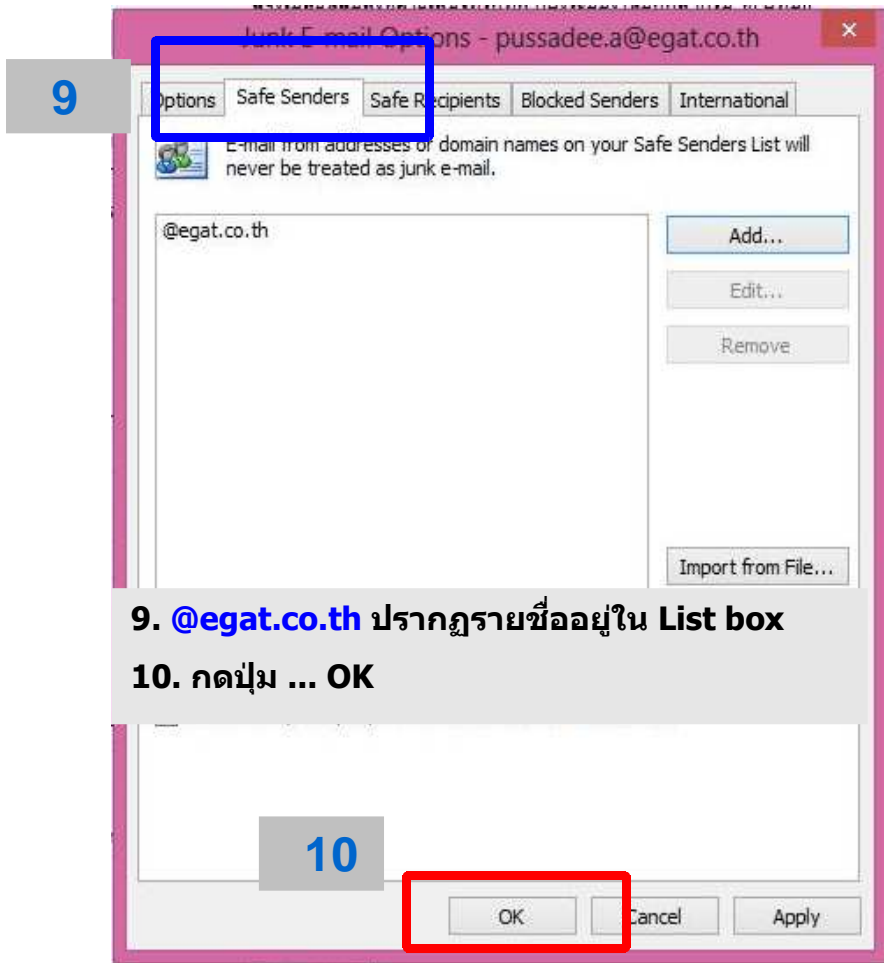 Junk E-mail Options - pussadee.a@egat.co.th
9
Options Safe Senders Safe Recipients Blocked Senders International
E-mail from addresses or domain names on your Safe Senders List will
never be treated as junk e-mail.
@egat.co.th
Add...
Edit...
Remove
Import from File...
9. @egat.co.th ปรากฏรายชื่ออยู่ใน List box
10. กดปุ่ม ... OK
10
OK Cancel Apply